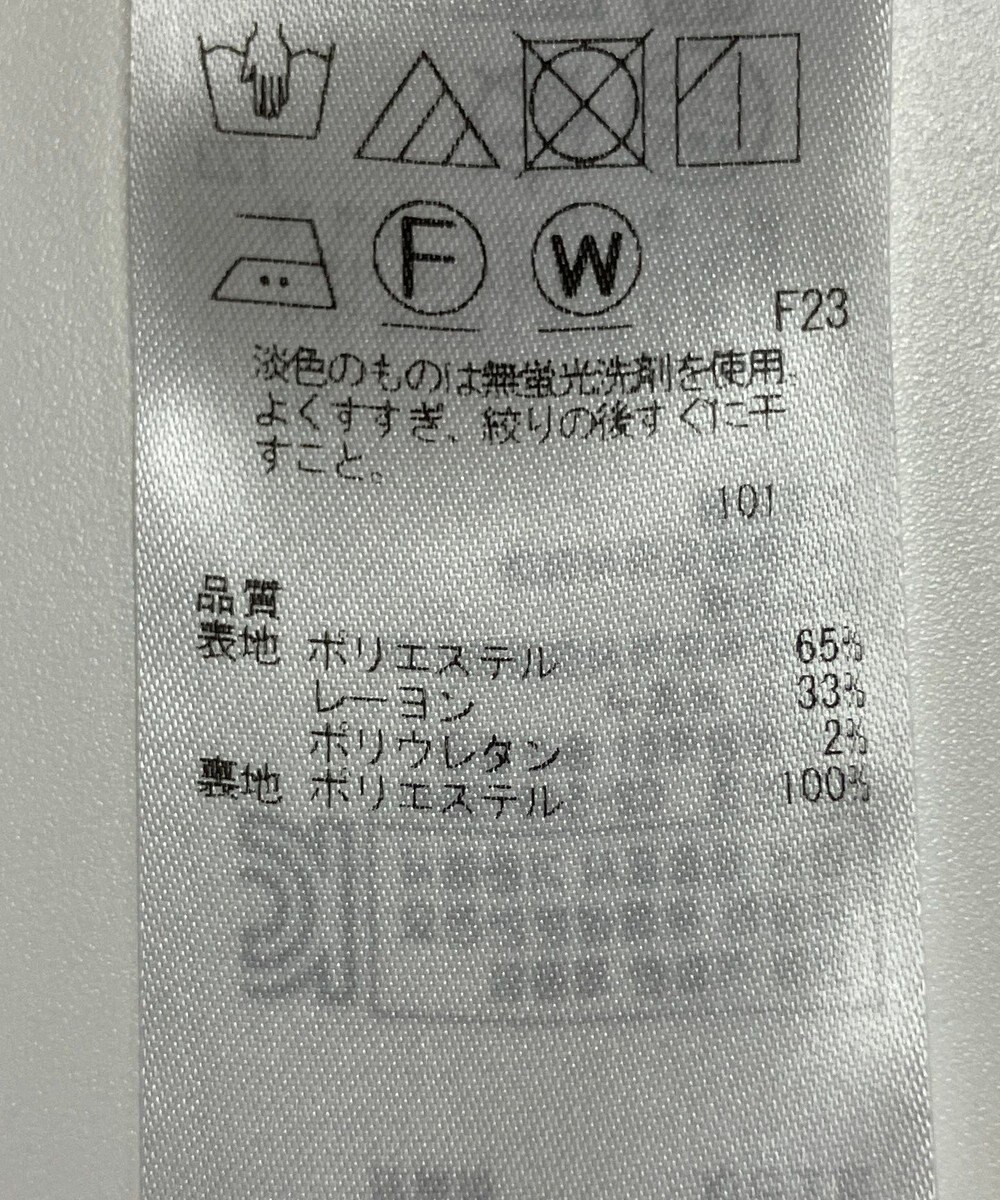 F
W
F23
淡色のものは無蛍光洗剤を使用
よくすすぎ、絞りの後すぐに干
すこと。
101
品質
表地 ポリエステル 65%
レーヨン 33%
ポリウレタン 2%
裏地 ポリエステル 100%